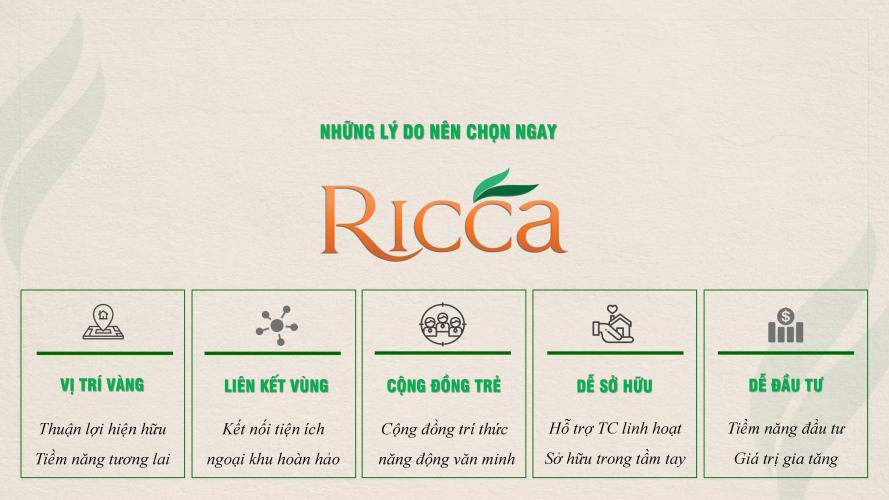 NHỮNG LÝ DO NÊN CHỌN NGAY
RICCA
VỊ TRÍ VÀNG
Thuận lợi hiện hữu
Tiềm năng tương lai
LIÊN KẾT VÙNG
Kết nối tiện ích
ngoại khu hoàn hảo
CỘNG ĐỒNG TRẺ
Cộng đồng trí thức
năng động văn minh
DỄ SỞ HỮU
Hỗ trợ TC linh hoạt
Sở hữu trong tầm tay
$
DỄ ĐẦU TƯ
Tiềm năng đầu tư
Giá trị gia tăng